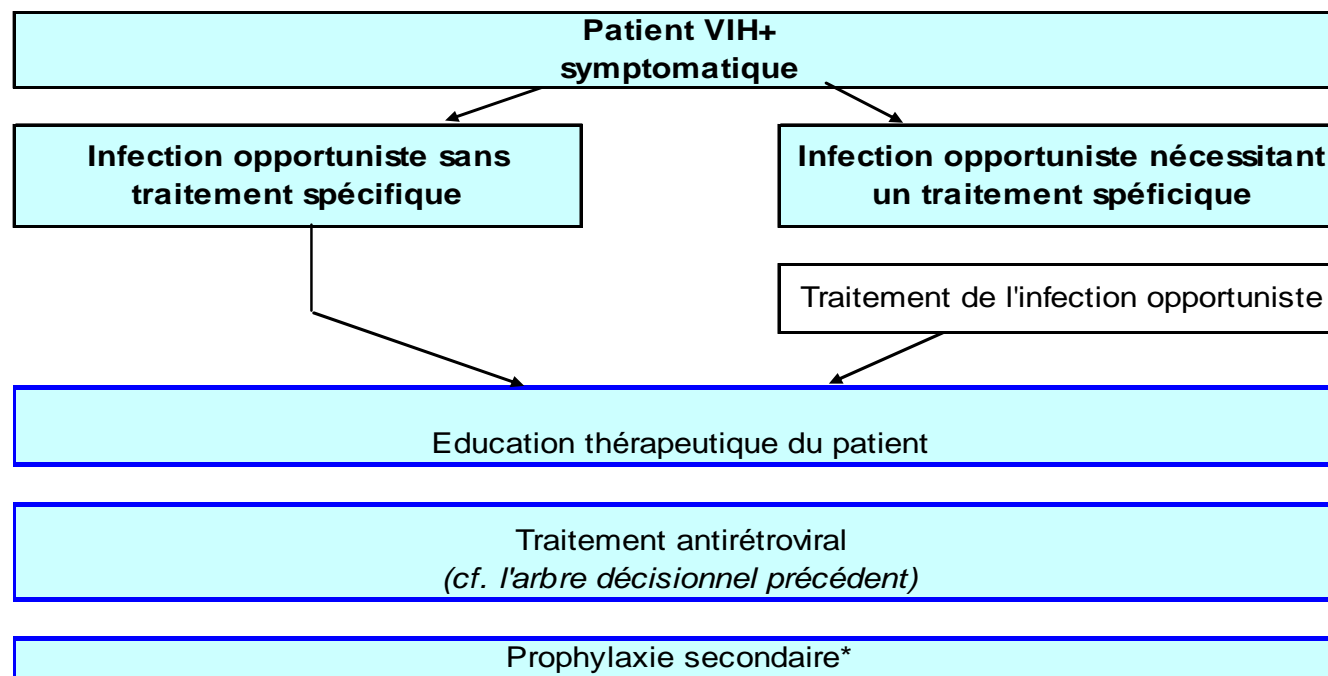 Patient VIH+
symptomatique
Infection opportuniste sans
traitement spécifique
Infection opportuniste nécessitant
un traitement spéficique
Traitement de l'infection opportuniste
Education thérapeutique du patient
Traitement antirétroviral
(cf. l'arbre décisionnel précédent)
Prophylaxie secondaire*